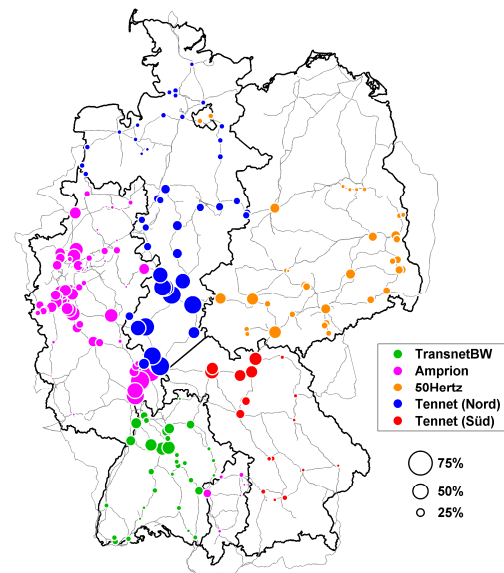 TransnetBW
Amprion
50Hertz
Tennet (Nord)
Tennet (Süd)
75%
50%
25%